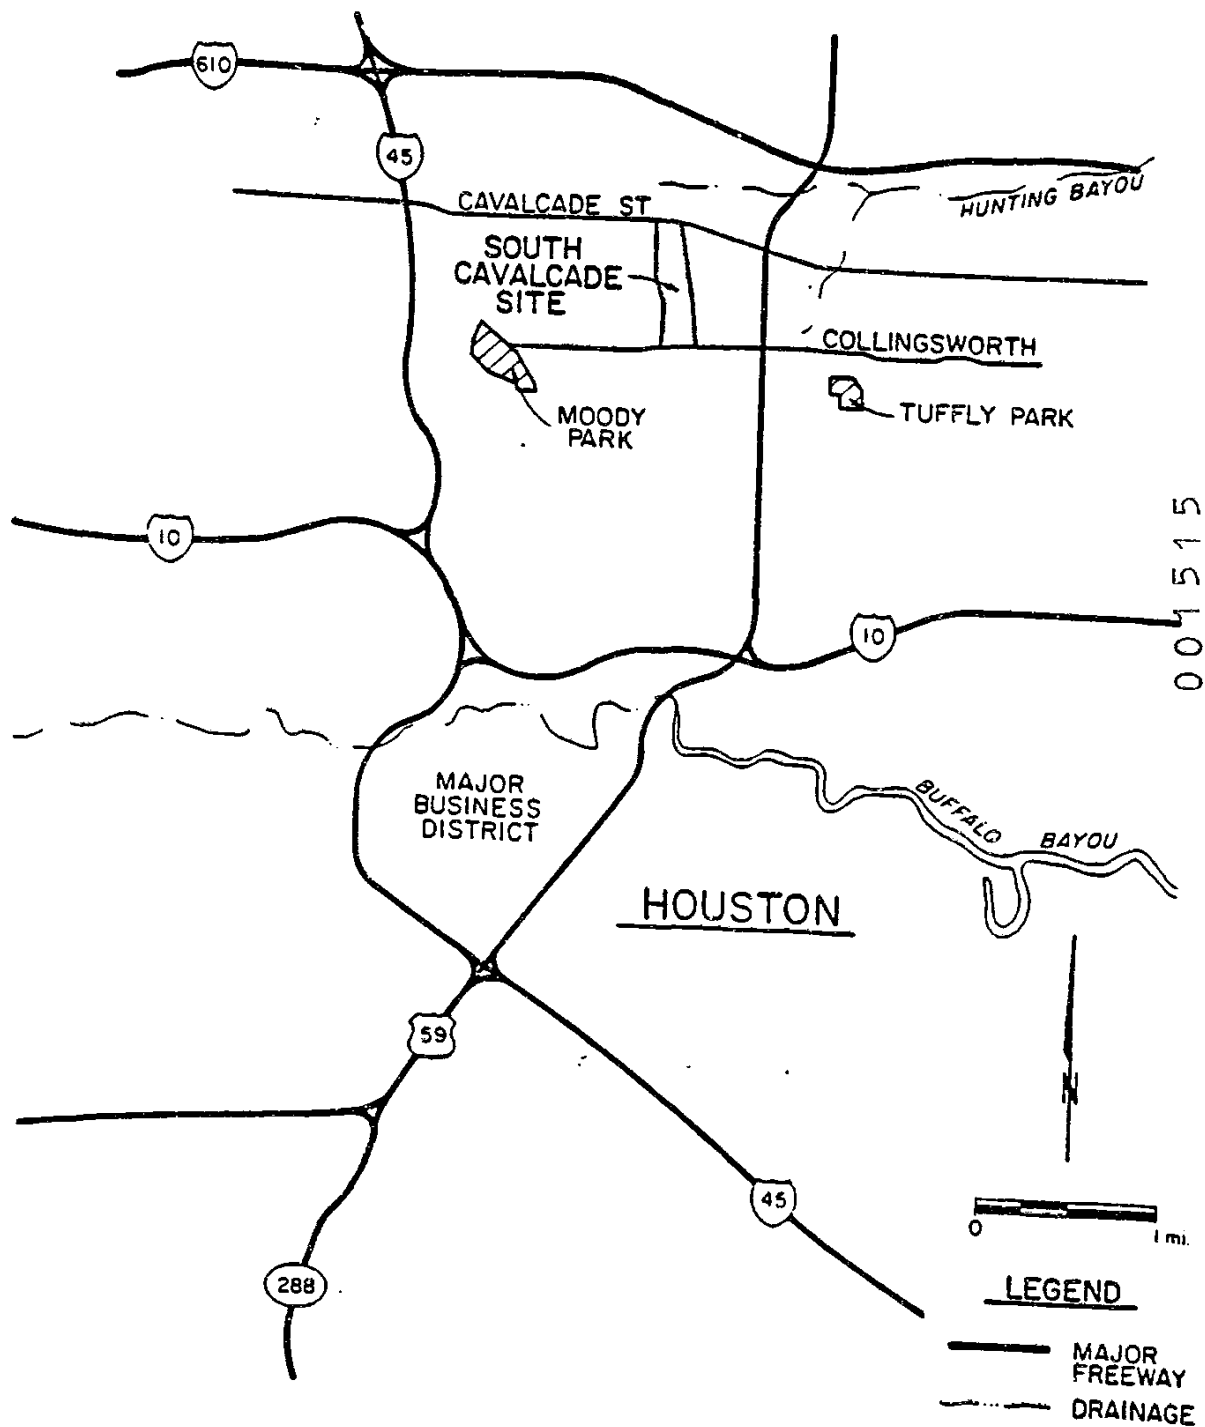 610
45
CAVALCADE ST
HUNTING BAYOU
SOUTH
CAVALCADE
SITE
COLLINGSWORTH
MOODY
PARK
TUFFLY PARK
10
10
001515
MAJOR
BUSINESS
DISTRICT
BUFFALO
BAYOU
HOUSTON
59
N
45
0
1 mi.
288
LEGEND
MAJOR
FREEWAY
DRAINAGE